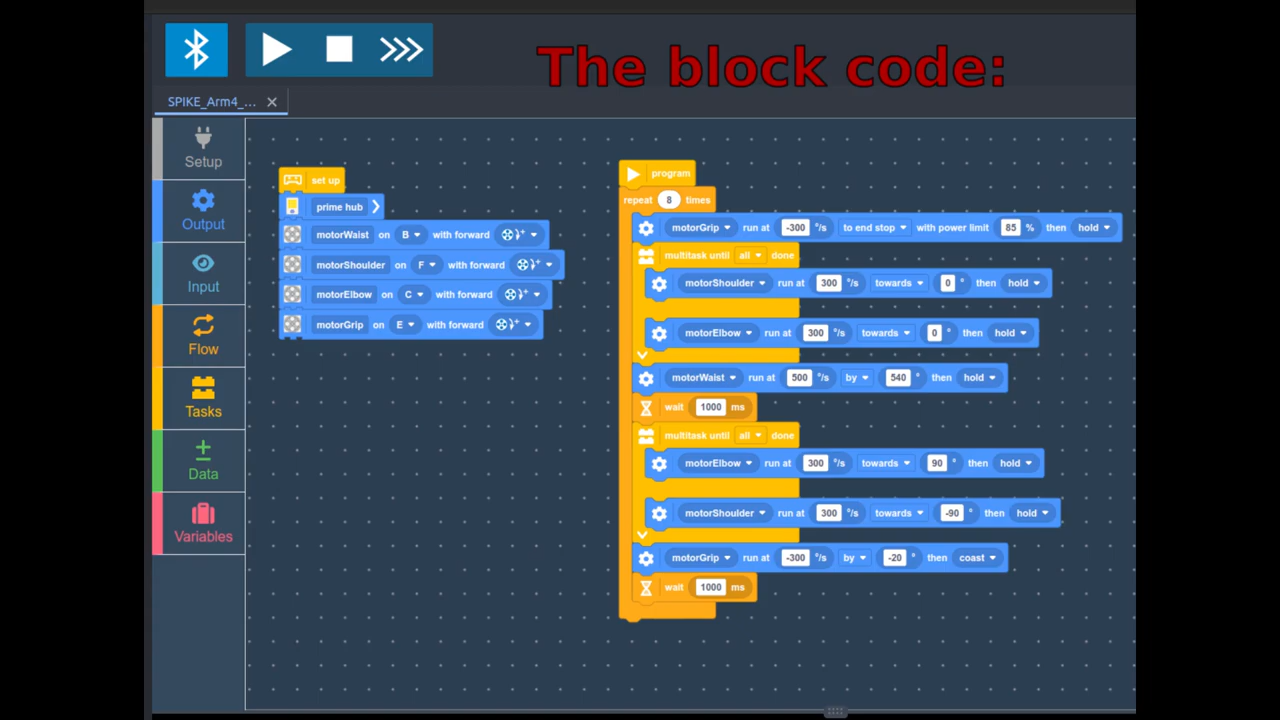 The block code:
SPIKE_Arm4_...
Setup
Output
Input
Flow
Tasks
Data
Variables
set up
prime hub
motorWaist on B with forward
motorShoulder on F with forward
motorElbow on C with forward
motorGrip on E with forward
program
repeat 8 times
motorGrip run at -300 °/s to end stop with power limit 85 % then hold
multitask until all done
motorShoulder run at 300 °/s towards 0 ° then hold
motorElbow run at 300 °/s towards 0 ° then hold
motorWaist run at 500 °/s by 540 ° then hold
wait 1000 ms
multitask until all done
motorElbow run at 300 °/s towards 90 ° then hold
motorShoulder run at 300 °/s towards -90 ° then hold
motorGrip run at -300 °/s by -20 ° then coast
wait 1000 ms